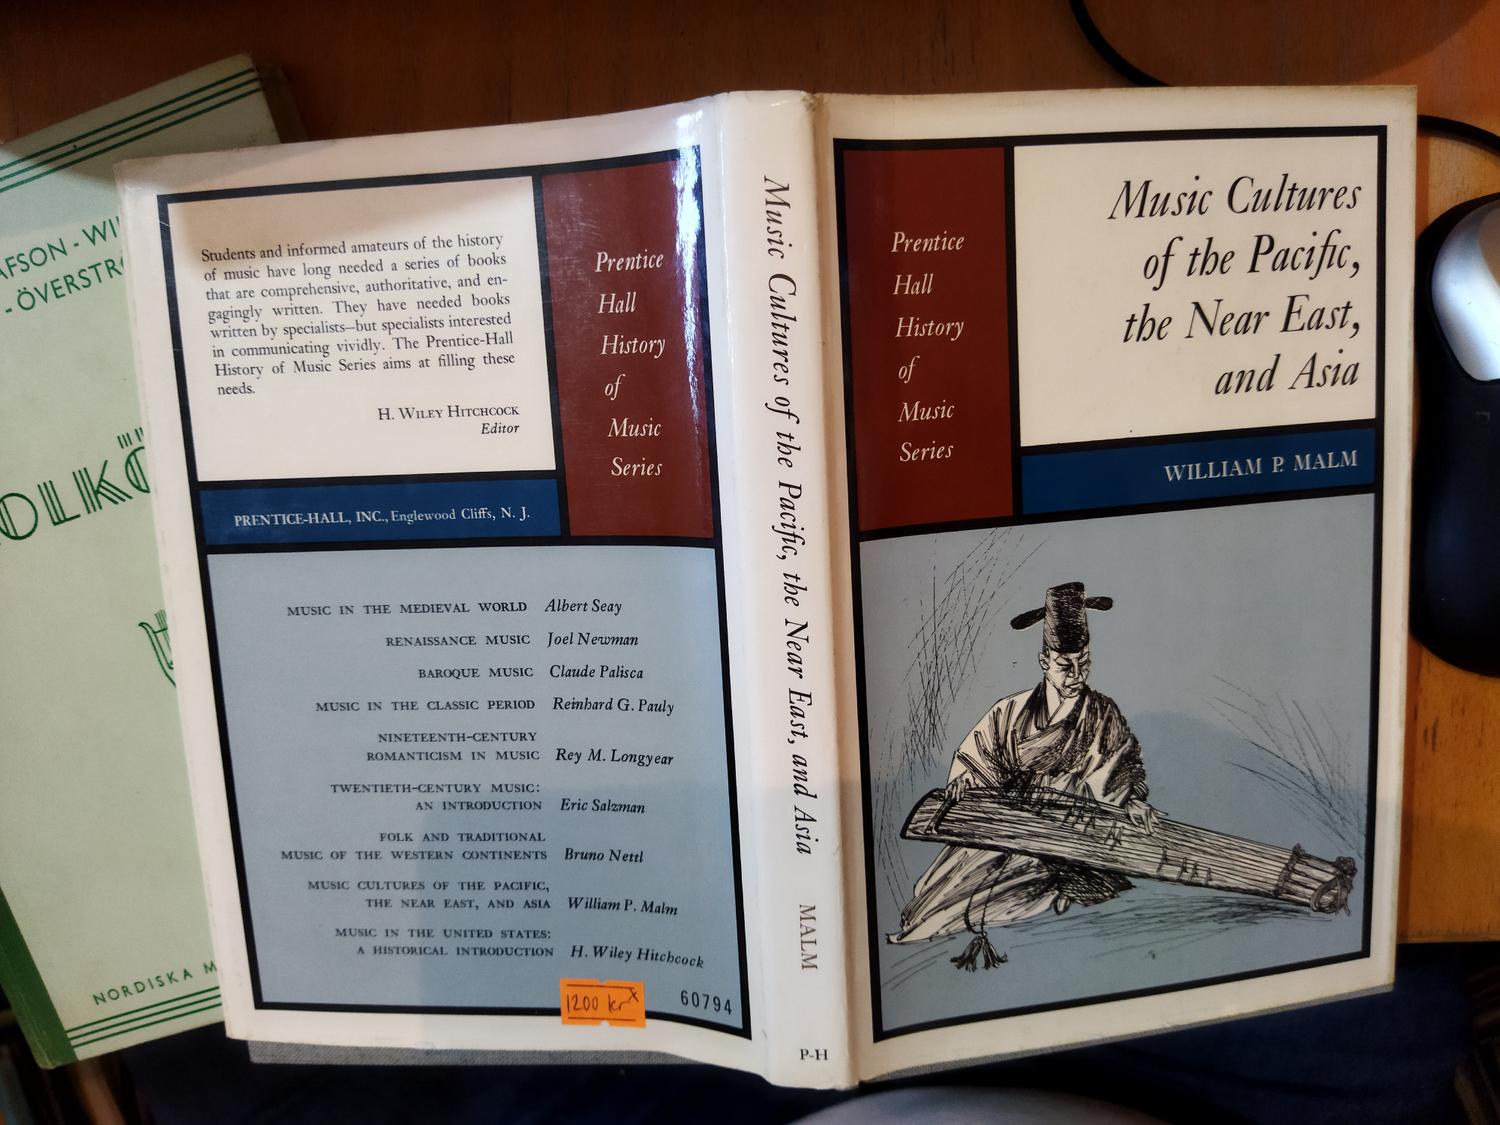 AFSON - WI
- ÖVERSTR
OLKÖ
NORDISKA M
Students and informed amateurs of the history
of music have long needed a series of books
that are comprehensive, authoritative, and en-
gagingly written. They have needed books
written by specialists—but specialists interested
in communicating vividly. The Prentice-Hall
History of Music Series aims at filling these
needs.
H. WILEY HITCHCOCK
Editor
Prentice
Hall
History
of
Music
Series
PRENTICE-HALL, INC., Englewood Cliffs, N. J.
MUSIC IN THE MEDIEVAL WORLD Albert Seay
RENAISSANCE MUSIC Joel Newman
BAROQUE MUSIC Claude Palisca
MUSIC IN THE CLASSIC PERIOD Reinhard G. Pauly
NINETEENTH-CENTURY
ROMANTICISM IN MUSIC Rey M. Longyear
TWENTIETH-CENTURY MUSIC:
AN INTRODUCTION Eric Salzman
FOLK AND TRADITIONAL
MUSIC OF THE WESTERN CONTINENTS Bruno Nettl
MUSIC CULTURES OF THE PACIFIC,
THE NEAR EAST, AND ASIA William P. Malm
MUSIC IN THE UNITED STATES:
A HISTORICAL INTRODUCTION H. Wiley Hitchcock
1200 kr x
60794
Music Cultures of the Pacific, the Near East, and Asia
MALM
P-H
Prentice
Hall
History
of
Music
Series
Music Cultures
of the Pacific,
the Near East,
and Asia
WILLIAM P. MALM